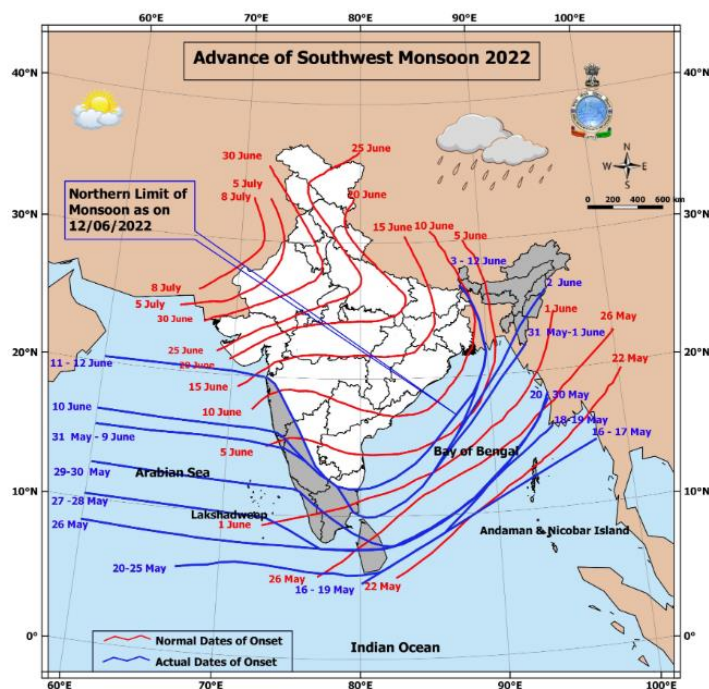 60°E
70°E
80°E
90°E
100°E
Advance of Southwest Monsoon 2022
40°N
40°N
N
W E
S
0 200 400 600 km
30 June
25 June
5 July
8 July
20 June
Northern Limit of
Monsoon as on
12/06/2022
30°N
30°N
15 June
10 June
5 June
3 - 12 June
2 June
8 July
5 July
30 June
1 June
26 May
31 May-1 June
25 June
20 June
20°N
20°N
22 May
11 - 12 June
15 June
10 June
10 June
20 - 30 May
18-19 May
16 - 17 May
31 May - 9 June
5 June
Bay of Bengal
29-30 May
Arabian Sea
10°N
10°N
27 - 28 May
Lakshadweep
26 May
1 June
Andaman & Nicobar Island
20-25 May
26 May
16 - 19 May
22 May
0°
0°
Normal Dates of Onset
Actual Dates of Onset
Indian Ocean
60°E
70°E
80°E
90°E
100°E